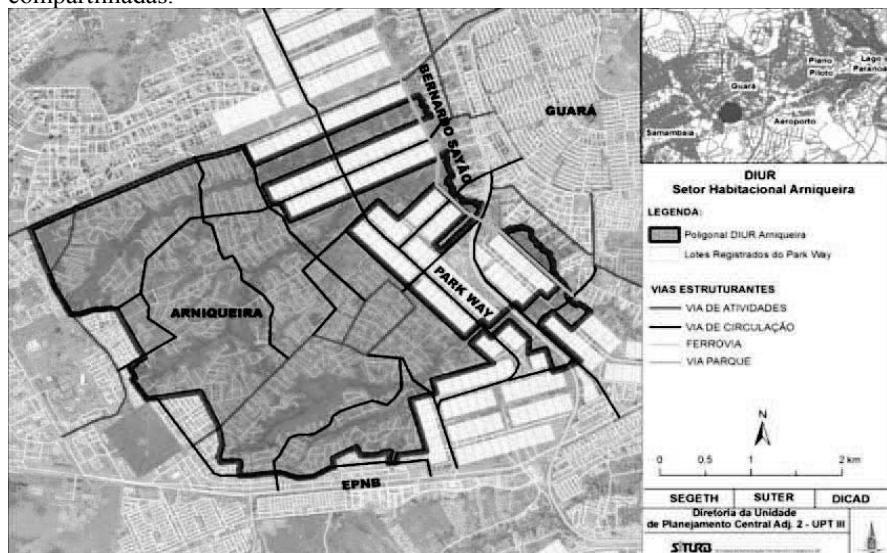 compartilhadas.
BERNARDO SAYÃO
GUARÁ
ARNIQUEIRA
PARK WAY
EPNB
Plano
Piloto
Lago
Paranoá
Guará
Samambaia
Aeroporto
DIUR
Setor Habitacional Arniqueira
LEGENDA:
Poligonal DIUR Arniqueira
Lotes Registrados do Park Way
VIAS ESTRUTURANTES
VIA DE ATIVIDADES
VIA DE CIRCULAÇÃO
FERROVIA
VIA PARQUE
N
0 0,5 1 2 km
SEGETH SUTER DICAD
Diretoria da Unidade
de Planejamento Central Adj. 2 - UPT III